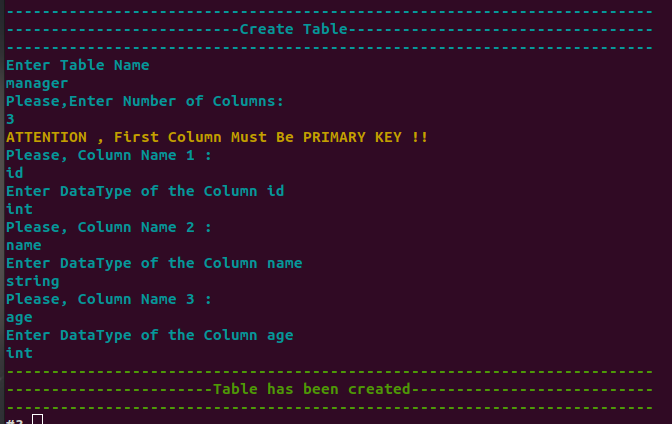 ------------------------------------------------------------------------
--------------------------Create Table----------------------------------
------------------------------------------------------------------------
Enter Table Name
manager
Please,Enter Number of Columns:
3
ATTENTION , First Column Must Be PRIMARY KEY !!
Please, Column Name 1 :
id
Enter DataType of the Column id
int
Please, Column Name 2 :
name
Enter DataType of the Column name
string
Please, Column Name 3 :
age
Enter DataType of the Column age
int
------------------------------------------------------------------------
-----------------------Table has been created---------------------------
------------------------------------------------------------------------
#?